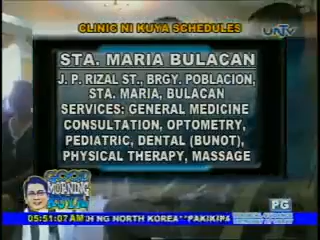 CLINIC NI KUYA SCHEDULES
UNTV
STA. MARIA BULACAN
J. P. RIZAL ST., BRGY. POBLACION,
STA. MARIA, BULACAN
SERVICES: GENERAL MEDICINE
CONSULTATION, OPTOMETRY,
PEDIATRIC, DENTAL (BUNOT),
PHYSICAL THERAPY, MASSAGE
GOOD
MORNING
KUYA
PG
05:51:07 AM
NG NORTH KOREA